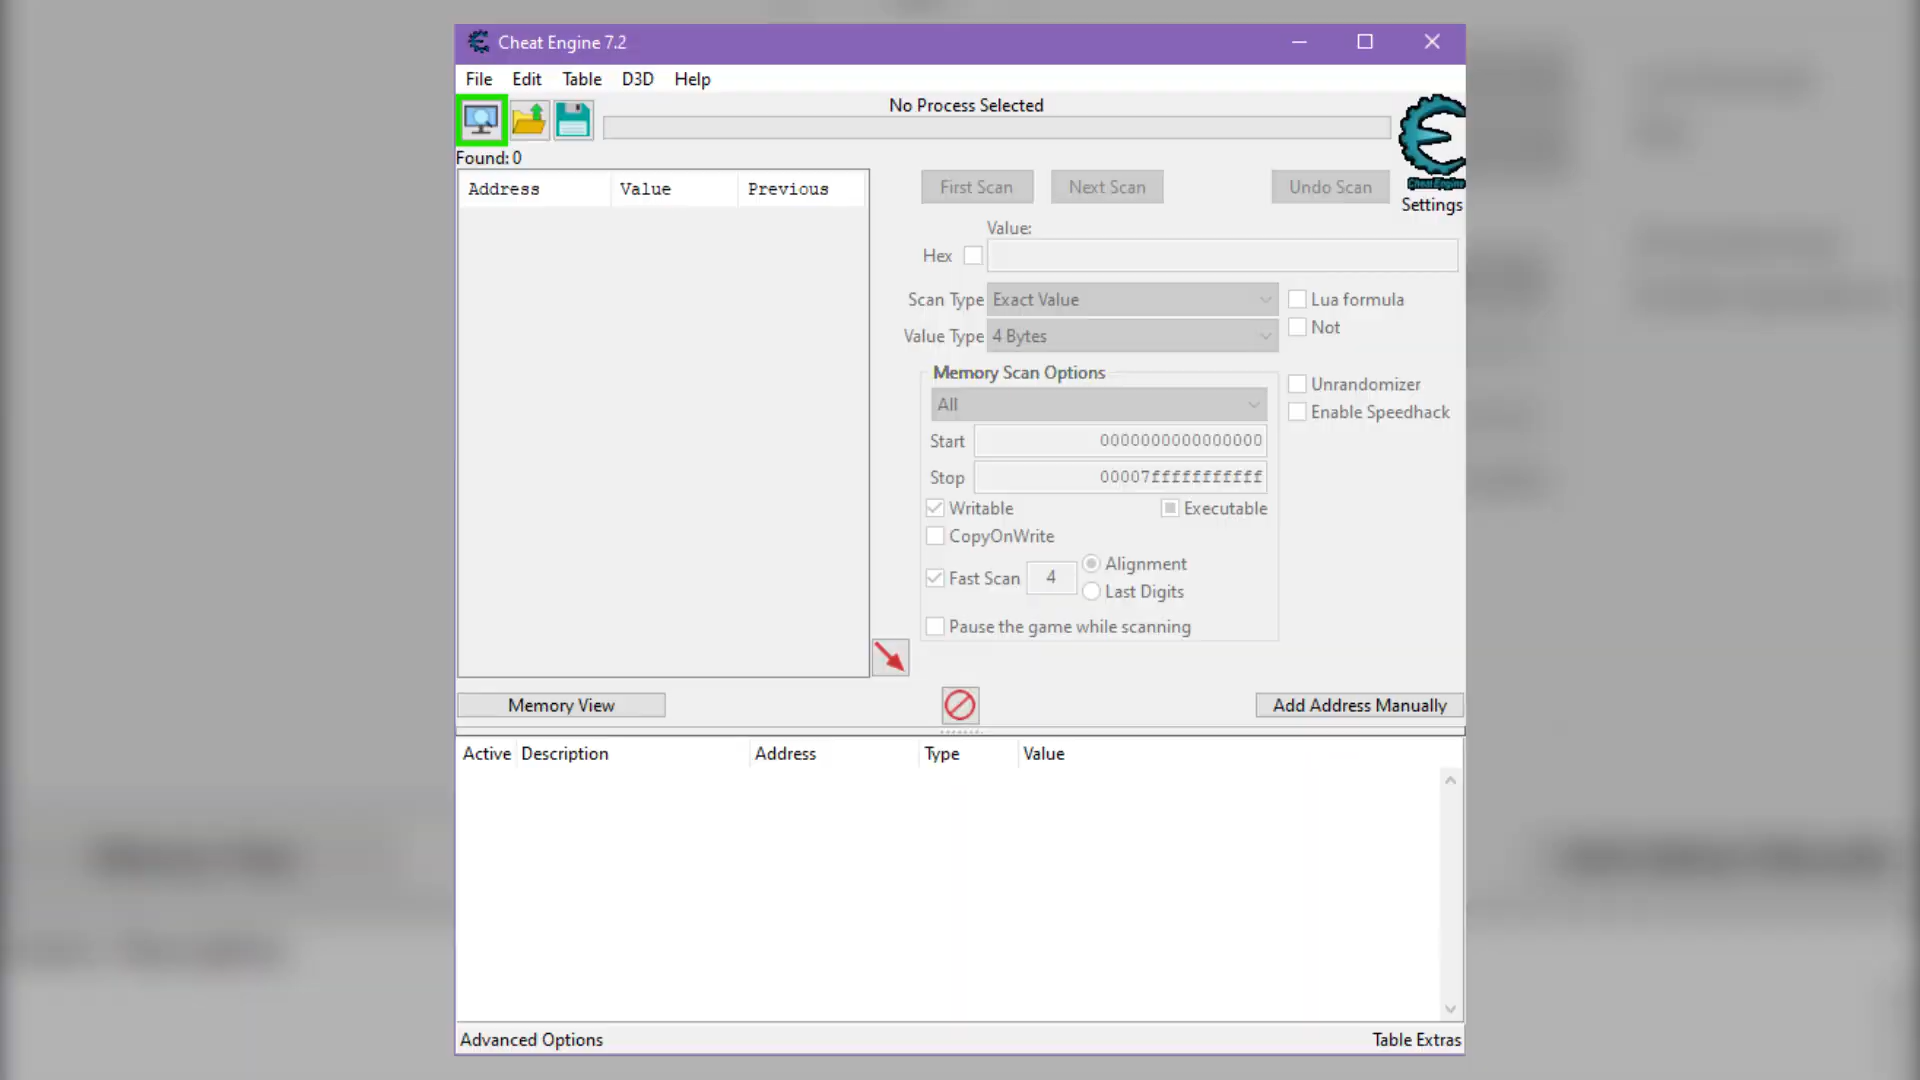 Cheat Engine 7.2
File Edit Table D3D Help
No Process Selected
Found: 0
Cheat Engine
Settings
Address Value Previous
First Scan Next Scan Undo Scan
Value:
Hex
Scan Type Exact Value Lua formula
Not
Value Type 4 Bytes
Memory Scan Options
All
Unrandomizer
Enable Speedhack
Start 0000000000000000
Stop 00007fffffffffff
Writable Executable
CopyOnWrite
Fast Scan 4 Alignment
Last Digits
Pause the game while scanning
Memory View Add Address Manually
Active Description Address Type Value
Advanced Options Table Extras